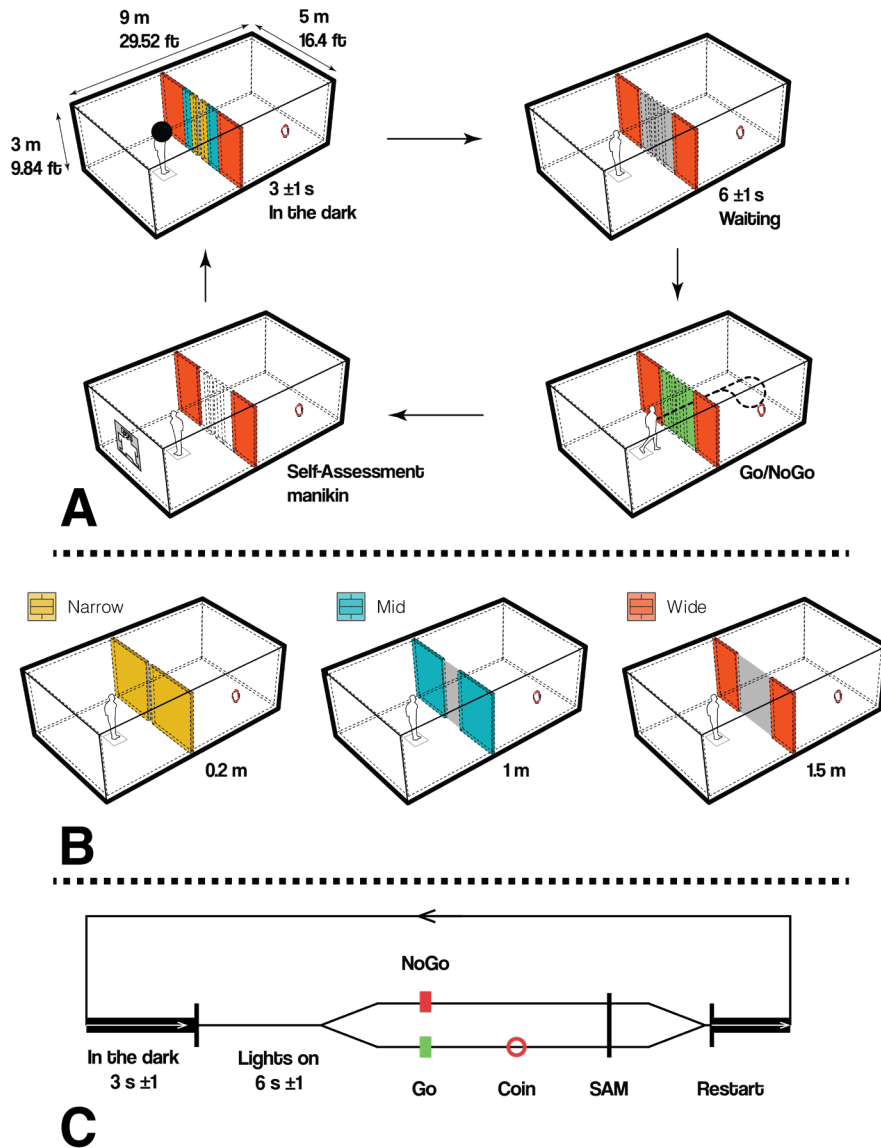 9 m
29.52 ft
5 m
16.4 ft
3 m
9.84 ft
3 ±1 s
In the dark
6 ±1 s
Waiting
Self-Assessment
manikin
Go/NoGo
A
Narrow
Mid
Wide
0.2 m
1 m
1.5 m
B
NoGo
In the dark
3 s ±1
Lights on
6 s ±1
Go
Coin
SAM
Restart
C